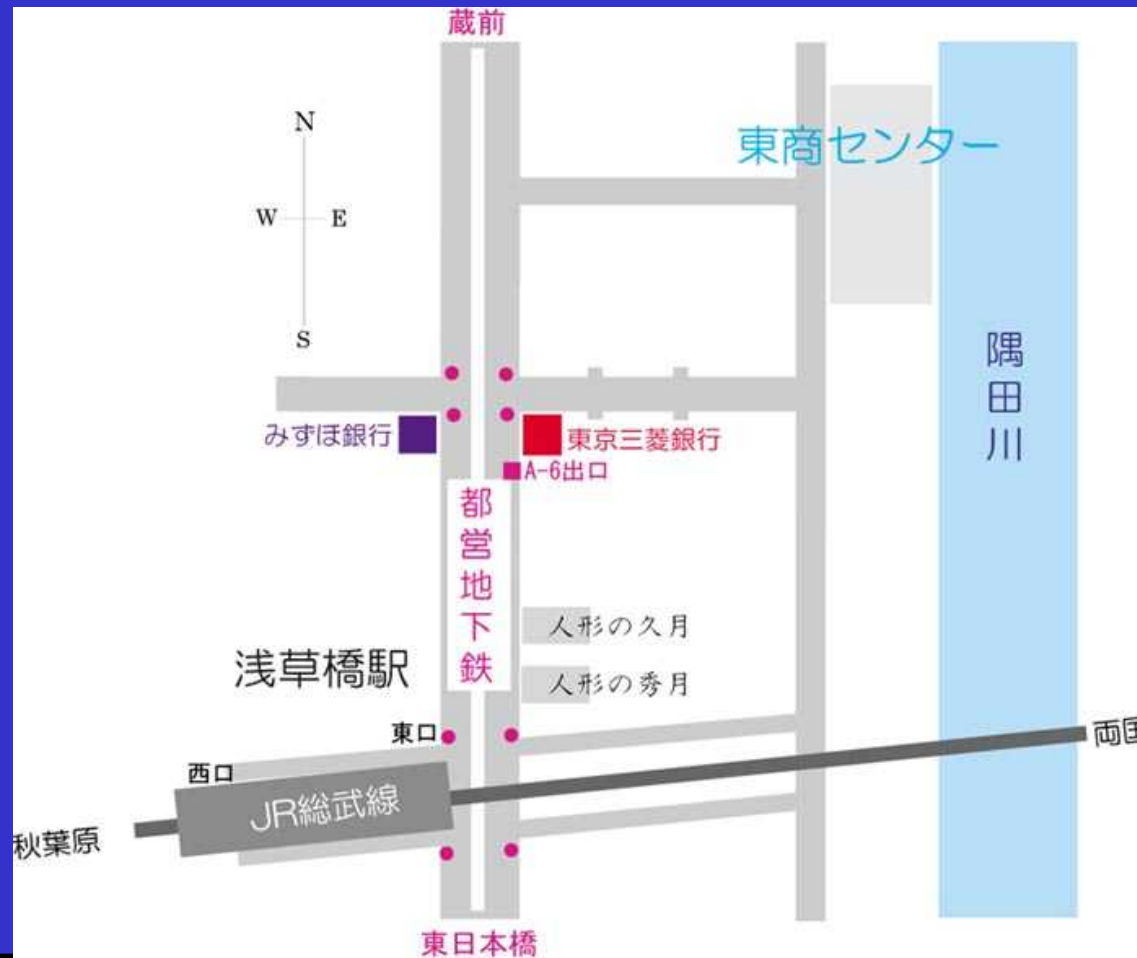 蔵前
N
東商センター
W E
S
隅田川
みずほ銀行
東京三菱銀行
A-6出口
都営地下鉄
人形の久月
浅草橋駅
人形の秀月
東口
両国
西口
JR総武線
秋葉原
東日本橋